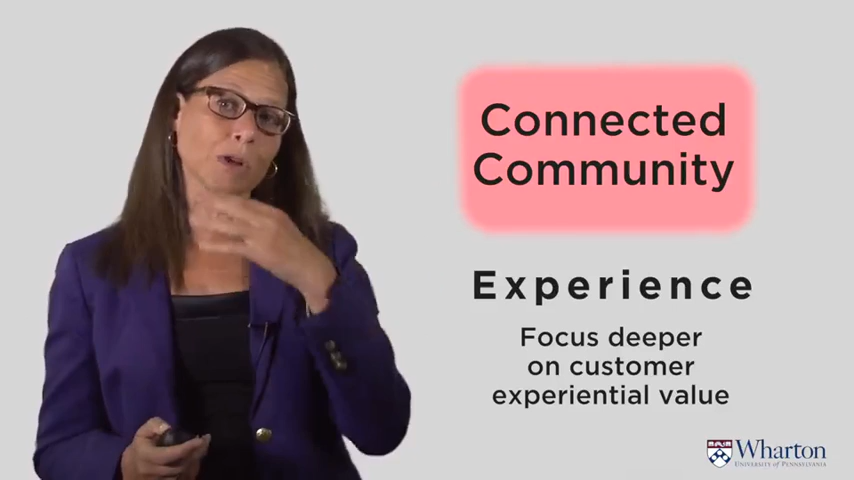 Connected
Community
Experience
Focus deeper
on customer
experiential value
Wharton
UNIVERSITY of PENNSYLVANIA